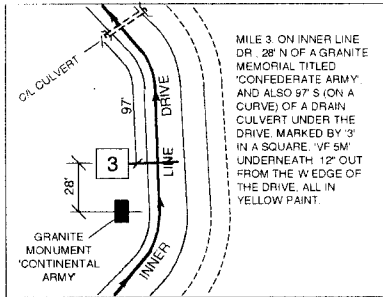 MILE 3. ON INNER LINE
DR., 28' N OF A GRANITE
MEMORIAL TITLED
'CONFEDERATE ARMY',
AND ALSO 97' S (ON A
CURVE) OF A DRAIN
CULVERT UNDER THE
DRIVE. MARKED BY '3'
IN A SQUARE, 'VF 5M'
UNDERNEATH. 12" OUT
FROM THE W EDGE OF
THE DRIVE, ALL IN
YELLOW PAINT.
C/L CULVERT
97'
DRIVE
3
LINE
28'
GRANITE
MONUMENT
'CONTINENTAL
ARMY'
INNER